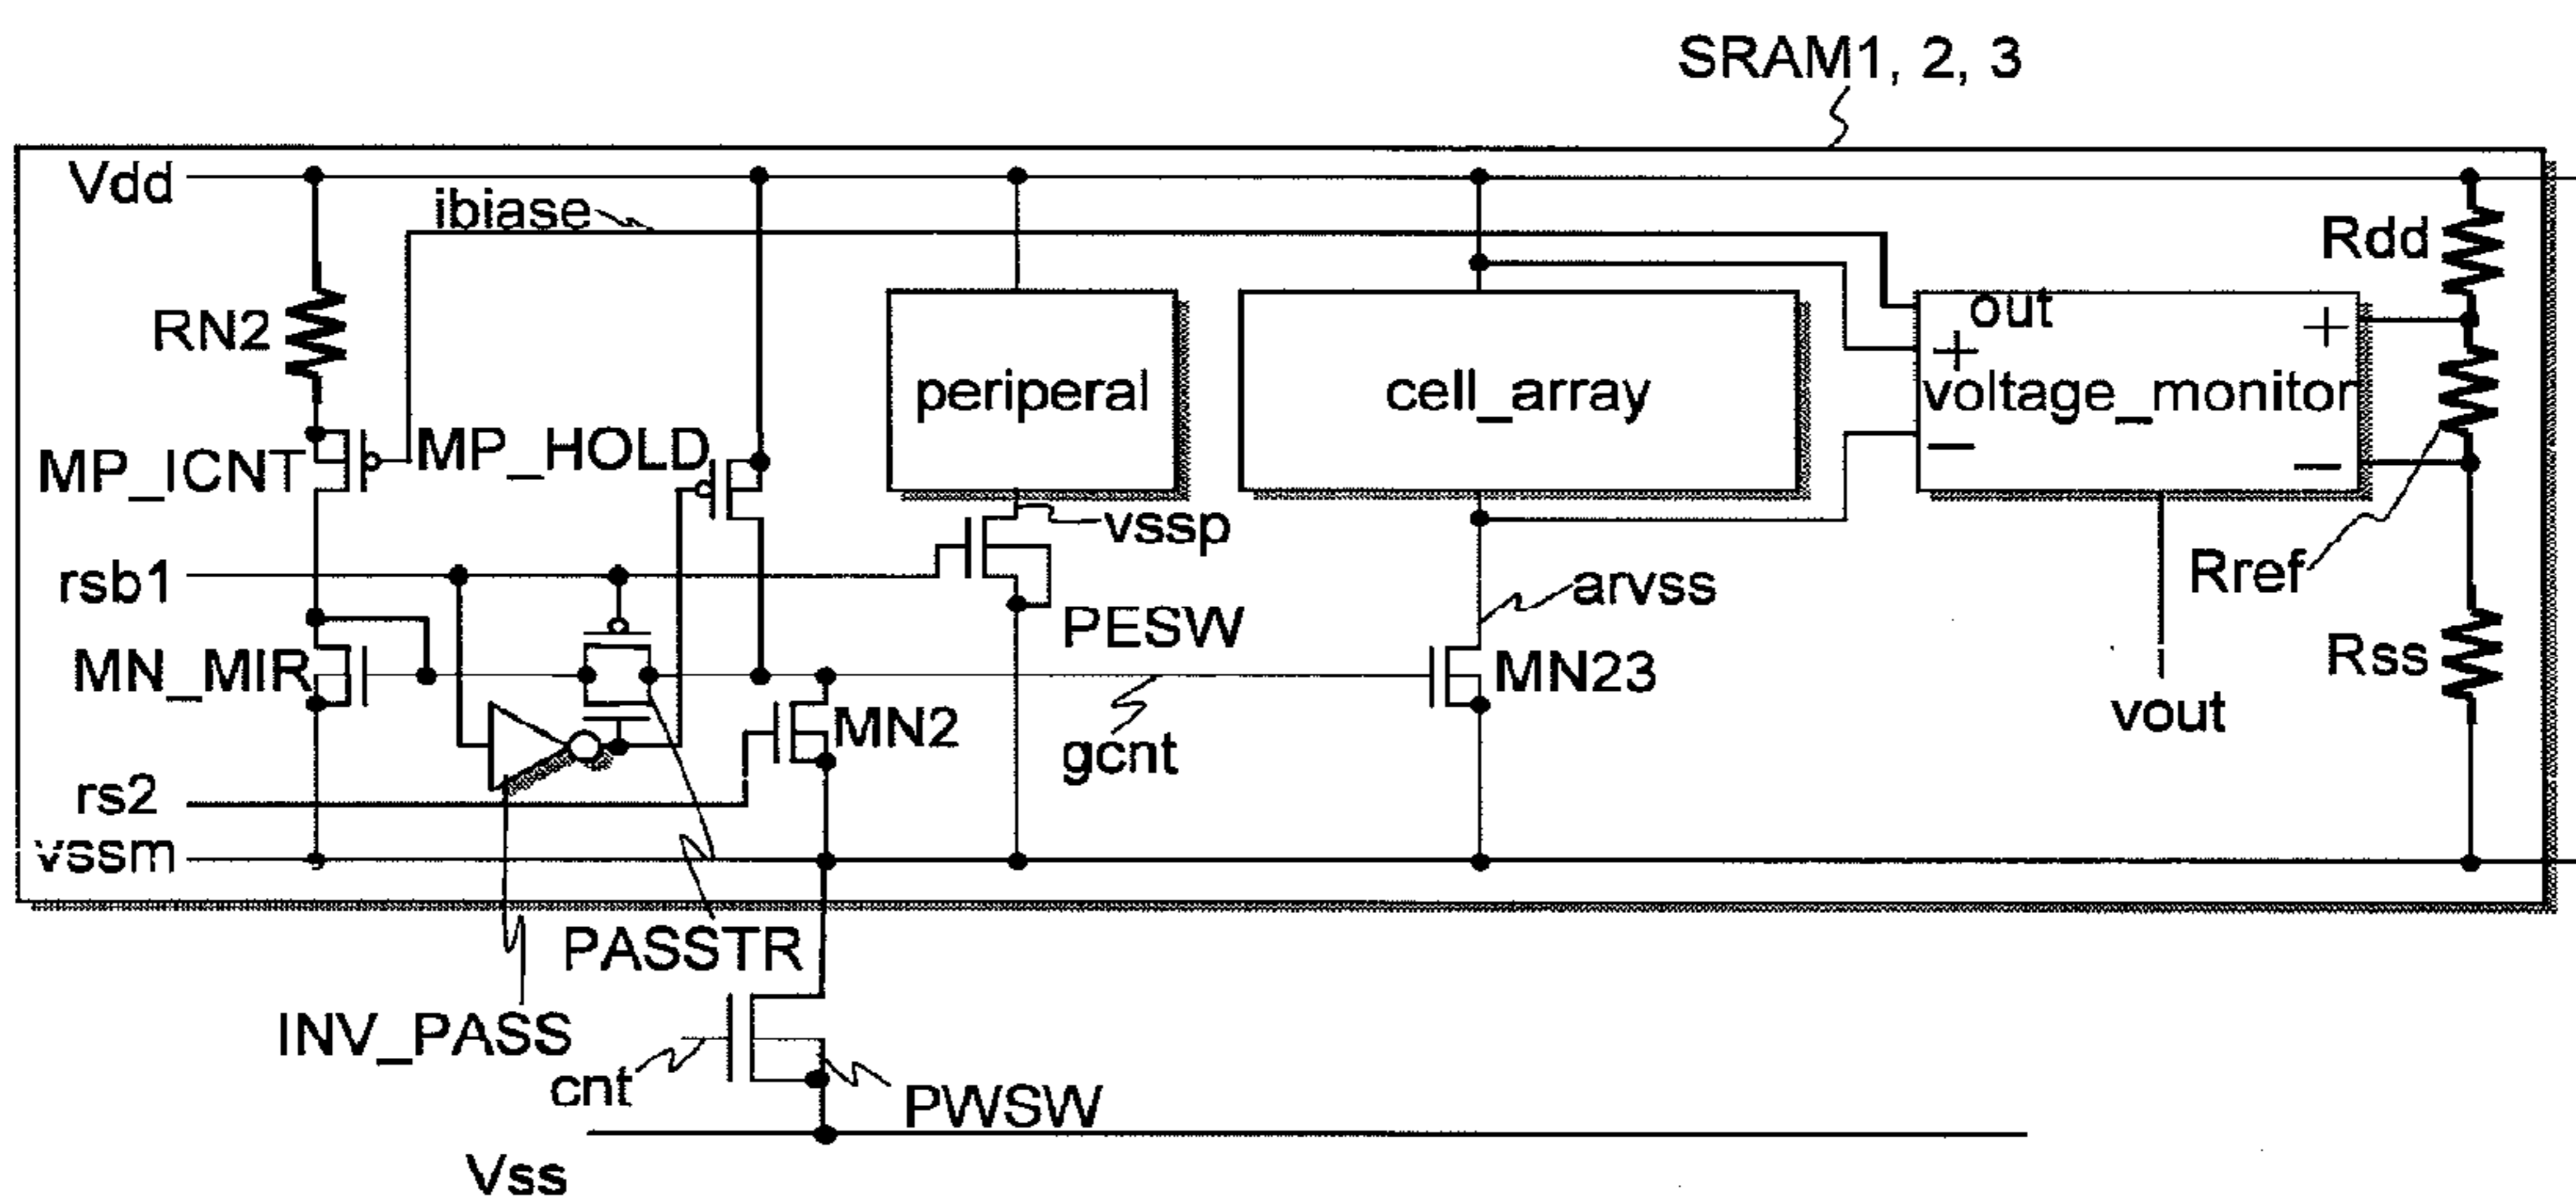 SRAM1, 2, 3
Vdd
ibiase
Rdd
RN2
out
+
+
periperal
cell_array
voltage_monitor
MP_ICNT
MP_HOLD
−
−
vssp
rsb1
arvss
Rref
PESW
MN_MIR
MN23
Rss
MN2
gcnt
vout
rs2
vssm
PASSTR
INV_PASS
cnt
PWSW
Vss